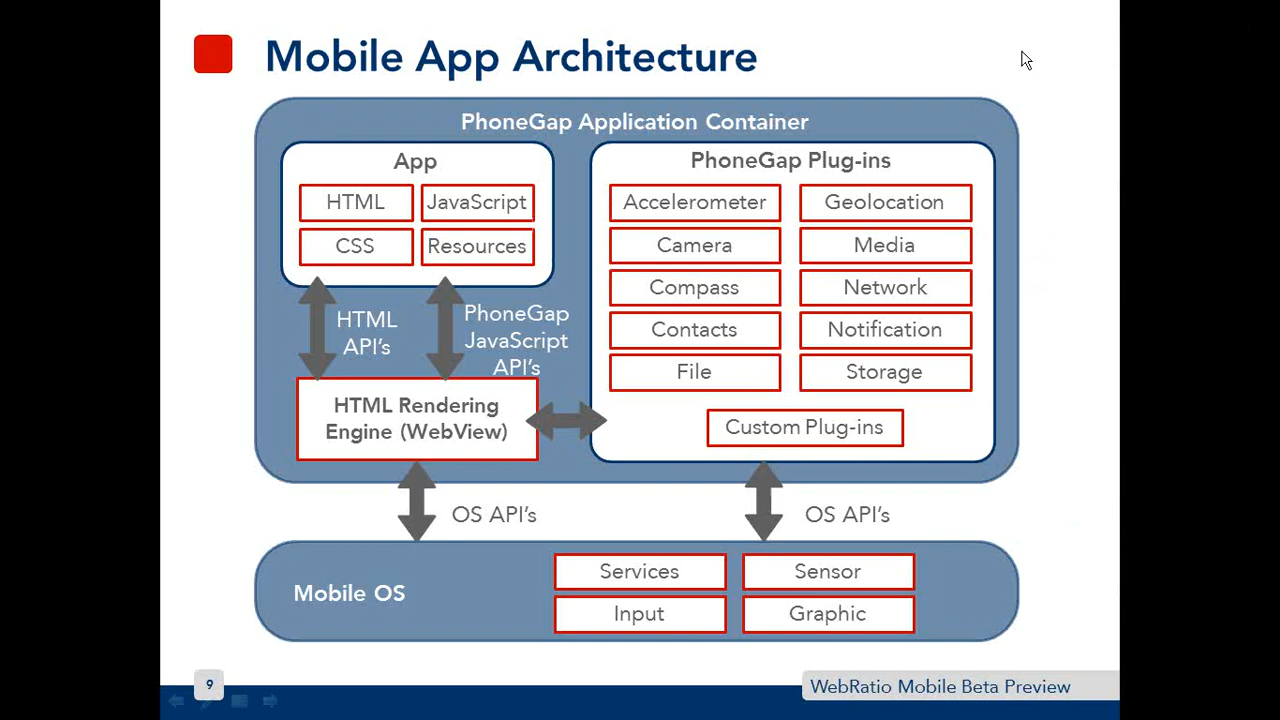 Mobile App Architecture
PhoneGap Application Container
App
HTML
JavaScript
CSS
Resources
HTML
API's
PhoneGap
JavaScript
API's
HTML Rendering
Engine (WebView)
PhoneGap Plug-ins
Accelerometer
Geolocation
Camera
Media
Compass
Network
Contacts
Notification
File
Storage
Custom Plug-ins
OS API's
OS API's
Mobile OS
Services
Sensor
Input
Graphic
9
WebRatio Mobile Beta Preview